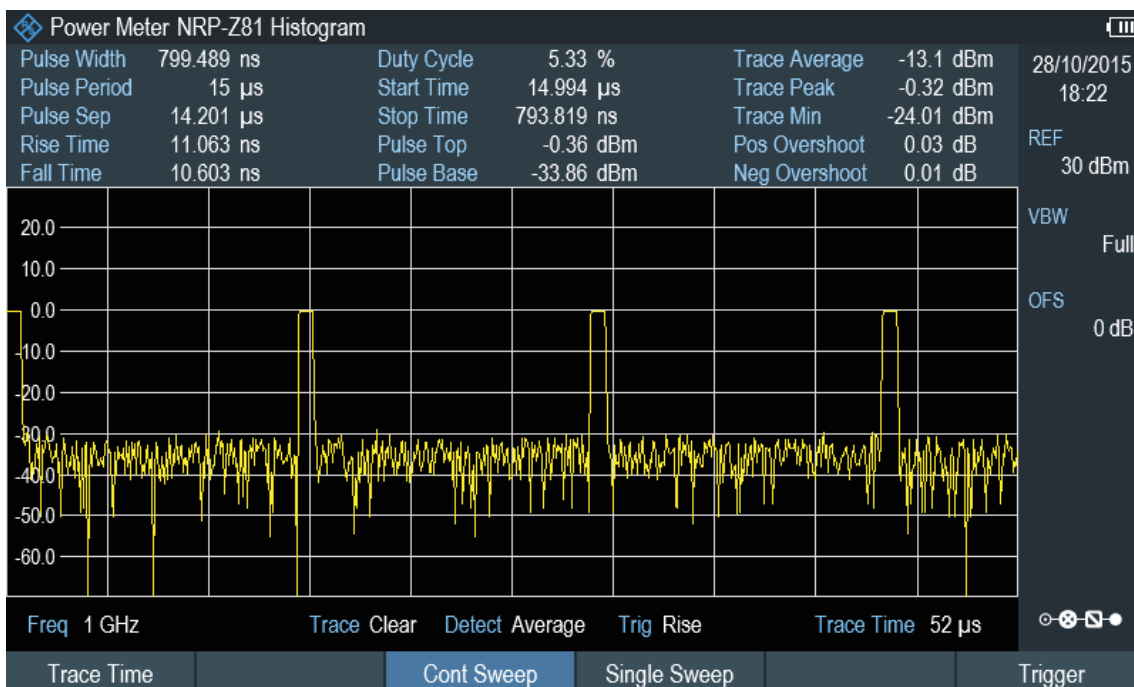 Power Meter NRP-Z81 Histogram
Pulse Width 799.489 ns Duty Cycle 5.33 % Trace Average -13.1 dBm
Pulse Period 15 µs Start Time 14.994 µs Trace Peak -0.32 dBm
Pulse Sep 14.201 µs Stop Time 793.819 ns Trace Min -24.01 dBm
Rise Time 11.063 ns Pulse Top -0.36 dBm Pos Overshoot 0.03 dB
Fall Time 10.603 ns Pulse Base -33.86 dBm Neg Overshoot 0.01 dB
28/10/2015
18:22
REF
30 dBm
VBW
Full
OFS
0 dB
20.0
10.0
0.0
-10.0
-20.0
-30.0
-40.0
-50.0
-60.0
Freq 1 GHz Trace Clear Detect Average Trig Rise Trace Time 52 µs
Trace Time Cont Sweep Single Sweep Trigger